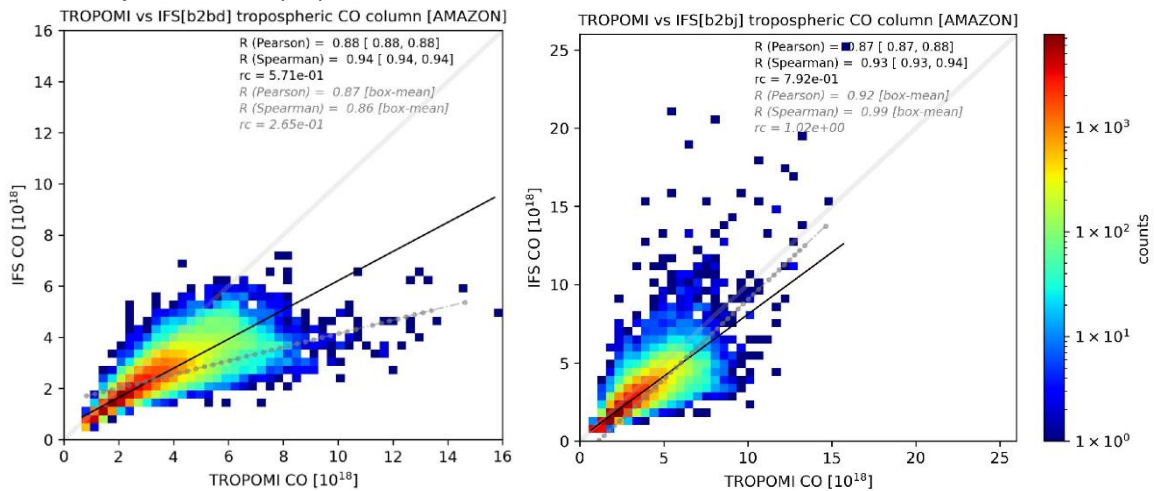 TROPOMI vs IFS[b2bd] tropospheric CO column [AMAZON]
R (Pearson) = 0.88 [ 0.88, 0.88]
R (Spearman) = 0.94 [ 0.94, 0.94]
rc = 5.71e-01
R (Pearson) = 0.87 [box-mean]
R (Spearman) = 0.86 [box-mean]
rc = 2.65e-01
16
14
12
10
8
6
4
2
0
IFS CO [10¹⁸]
0 2 4 6 8 10 12 14 16
TROPOMI CO [10¹⁸]
TROPOMI vs IFS[b2bj] tropospheric CO column [AMAZON]
R (Pearson) = 0.87 [ 0.87, 0.88]
R (Spearman) = 0.93 [ 0.93, 0.94]
rc = 7.92e-01
R (Pearson) = 0.92 [box-mean]
R (Spearman) = 0.99 [box-mean]
rc = 1.02e+00
25
20
15
10
5
0
IFS CO [10¹⁸]
0 5 10 15 20 25
TROPOMI CO [10¹⁸]
1 × 10³
1 × 10²
1 × 10¹
1 × 10⁰
counts